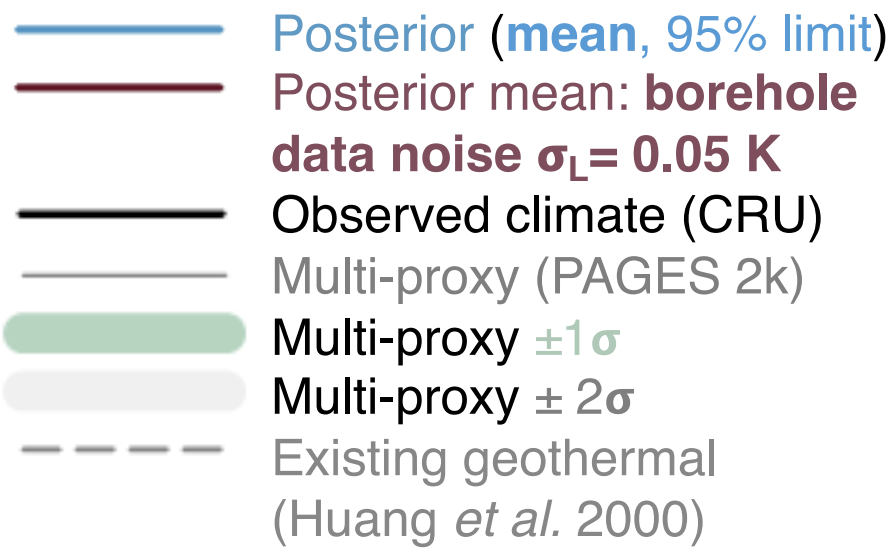 Posterior (mean, 95% limit)
Posterior mean: borehole
data noise σL= 0.05 K
Observed climate (CRU)
Multi-proxy (PAGES 2k)
Multi-proxy ±1σ
Multi-proxy ± 2σ
Existing geothermal
(Huang et al. 2000)